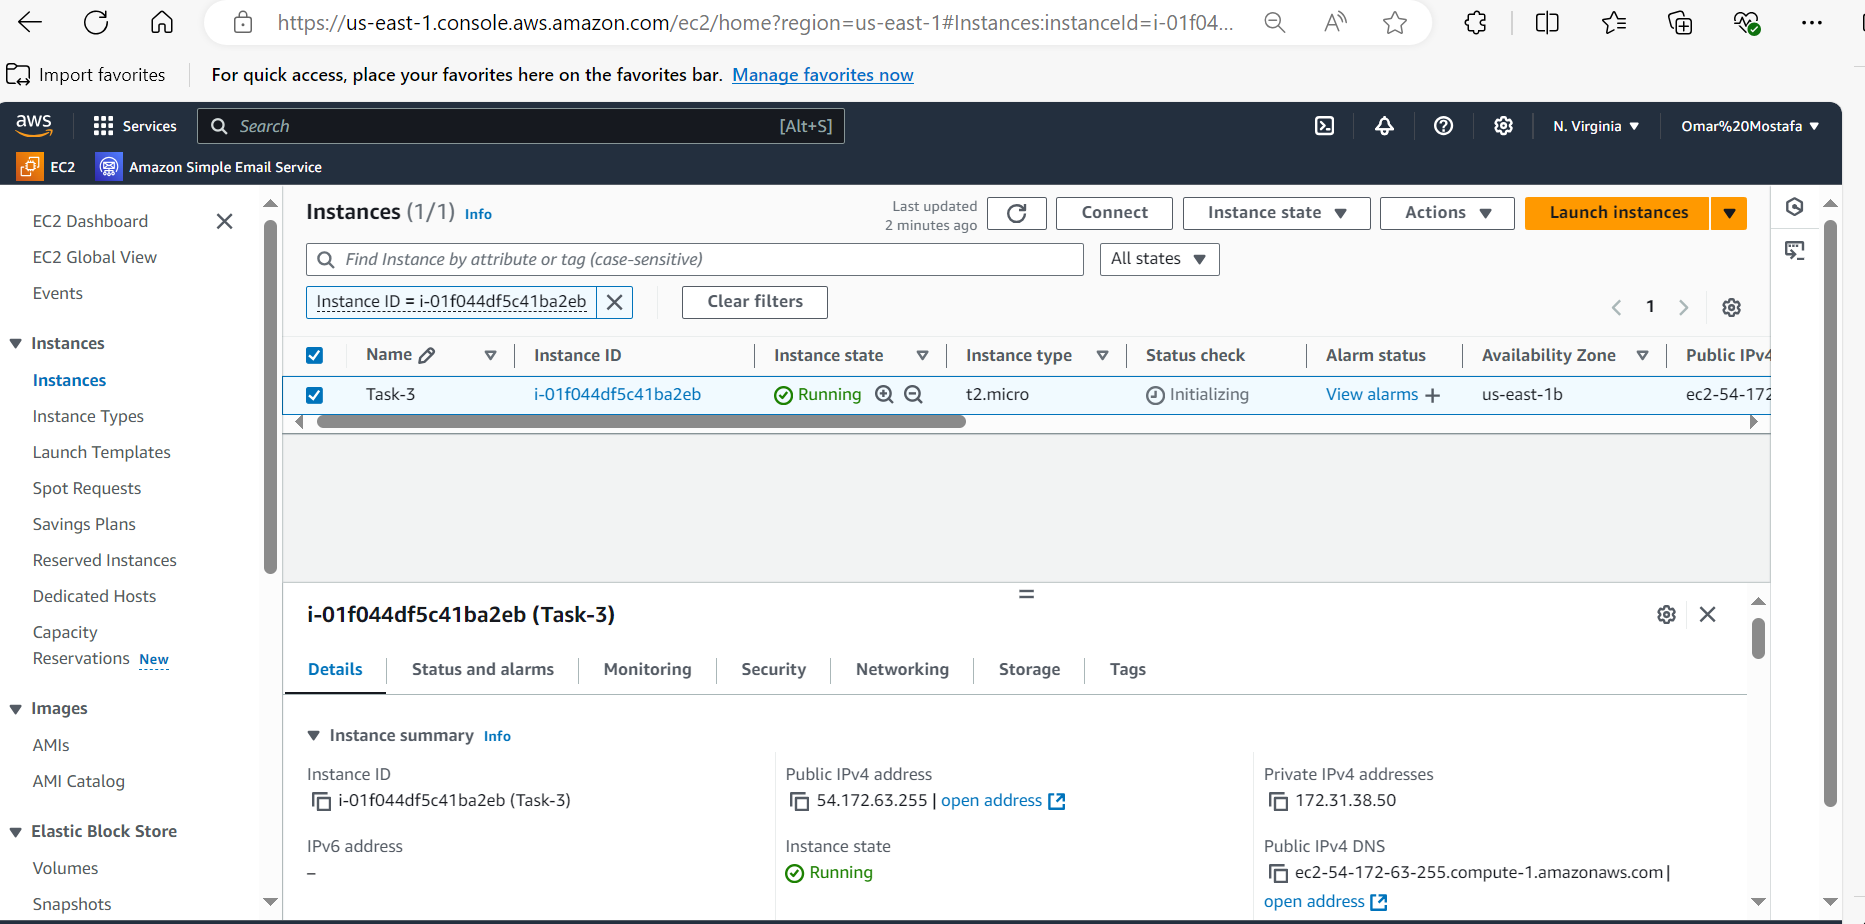 https://us-east-1.console.aws.amazon.com/ec2/home?region=us-east-1#Instances:instanceId=i-01f04...
Import favorites
For quick access, place your favorites here on the favorites bar. Manage favorites now
aws
Services
Search
[Alt+S]
N. Virginia
Omar%20Mostafa
EC2
Amazon Simple Email Service
EC2 Dashboard
EC2 Global View
Events
Instances
Instances
Instance Types
Launch Templates
Spot Requests
Savings Plans
Reserved Instances
Dedicated Hosts
Capacity
Reservations New
Images
AMIs
AMI Catalog
Elastic Block Store
Volumes
Snapshots
Instances (1/1) Info
Last updated
2 minutes ago
Connect
Instance state
Actions
Launch instances
Find Instance by attribute or tag (case-sensitive)
All states
Instance ID = i-01f044df5c41ba2eb
Clear filters
1
Name Instance ID Instance state Instance type Status check Alarm status Availability Zone Public IPv4
Task-3 i-01f044df5c41ba2eb Running t2.micro Initializing View alarms + us-east-1b ec2-54-172
i-01f044df5c41ba2eb (Task-3)
Details
Status and alarms
Monitoring
Security
Networking
Storage
Tags
Instance summary Info
Instance ID
i-01f044df5c41ba2eb (Task-3)
IPv6 address
–
Public IPv4 address
54.172.63.255 | open address
Instance state
Running
Private IPv4 addresses
172.31.38.50
Public IPv4 DNS
ec2-54-172-63-255.compute-1.amazonaws.com |
open address